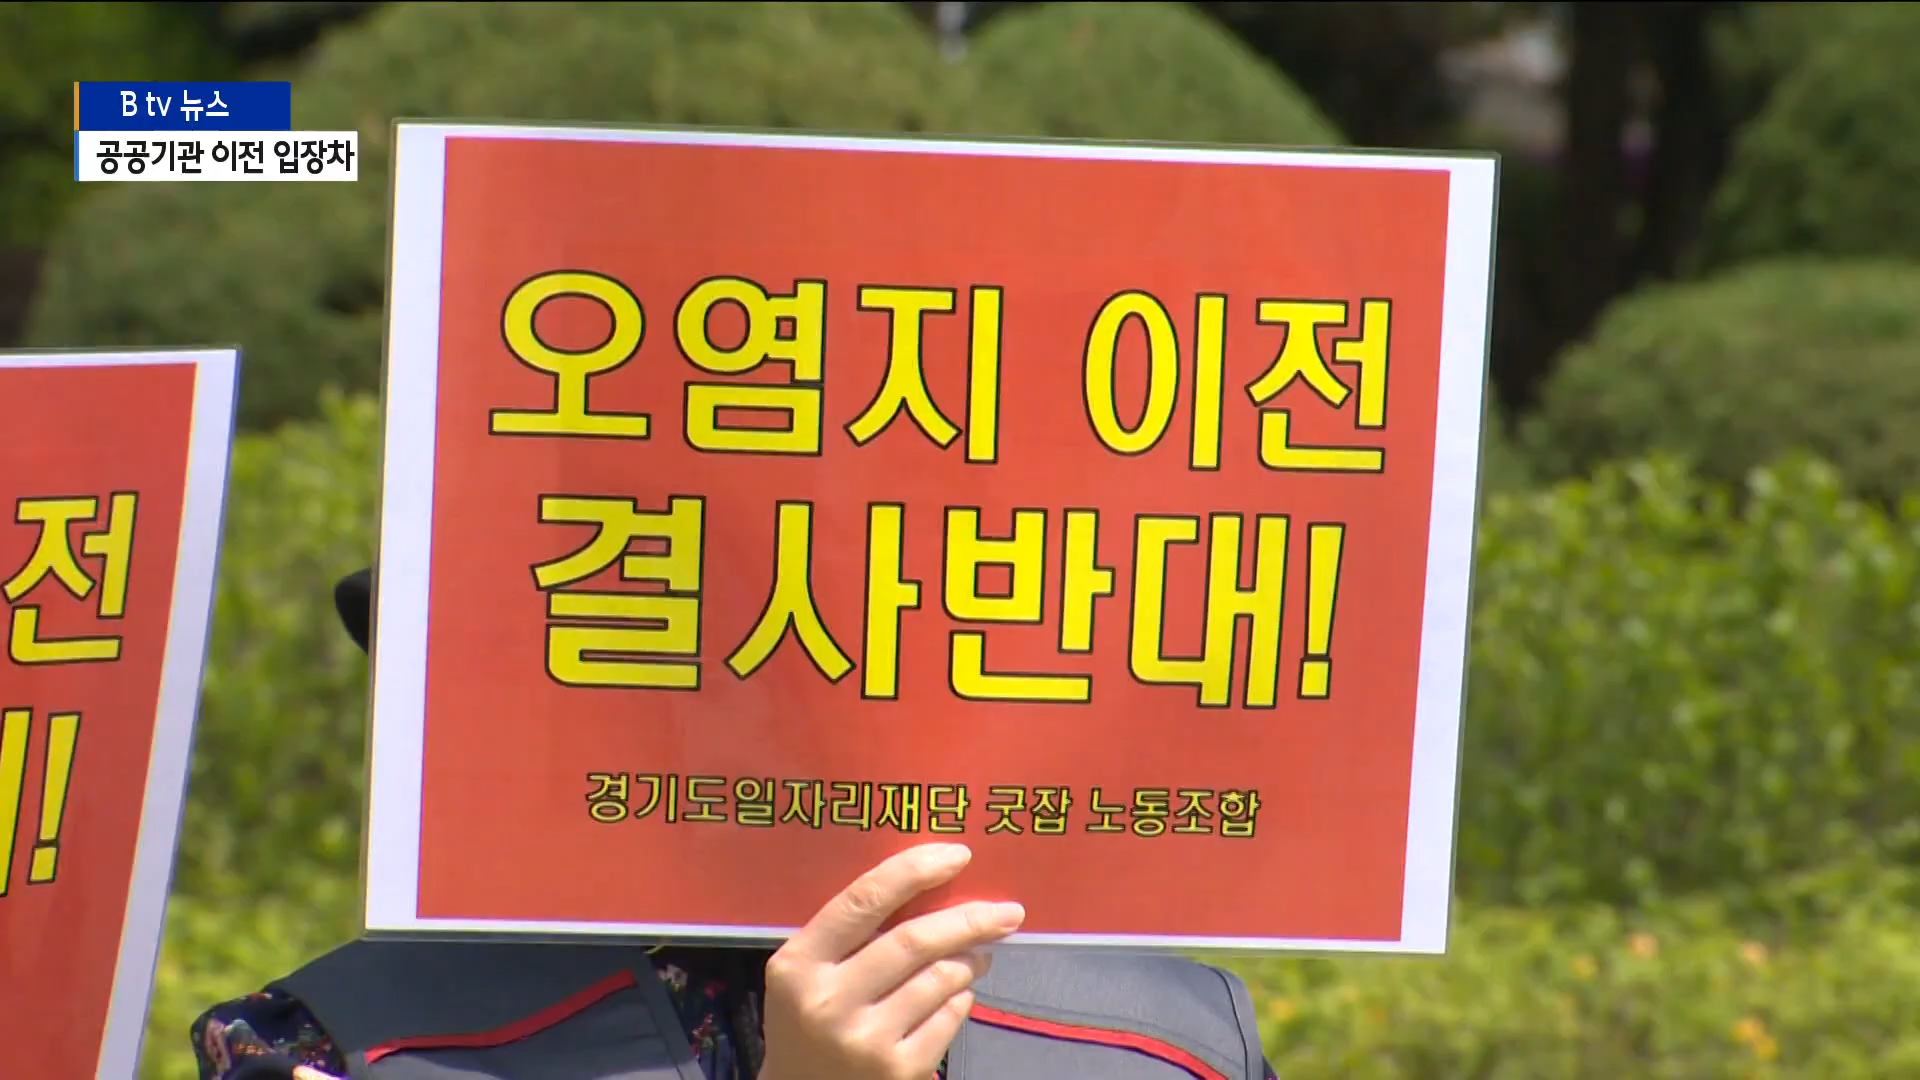 B tv 뉴스
공공기관 이전 입장차
오염지 이전
결사반대!
경기도일자리재단 굿잡 노동조합
전
!